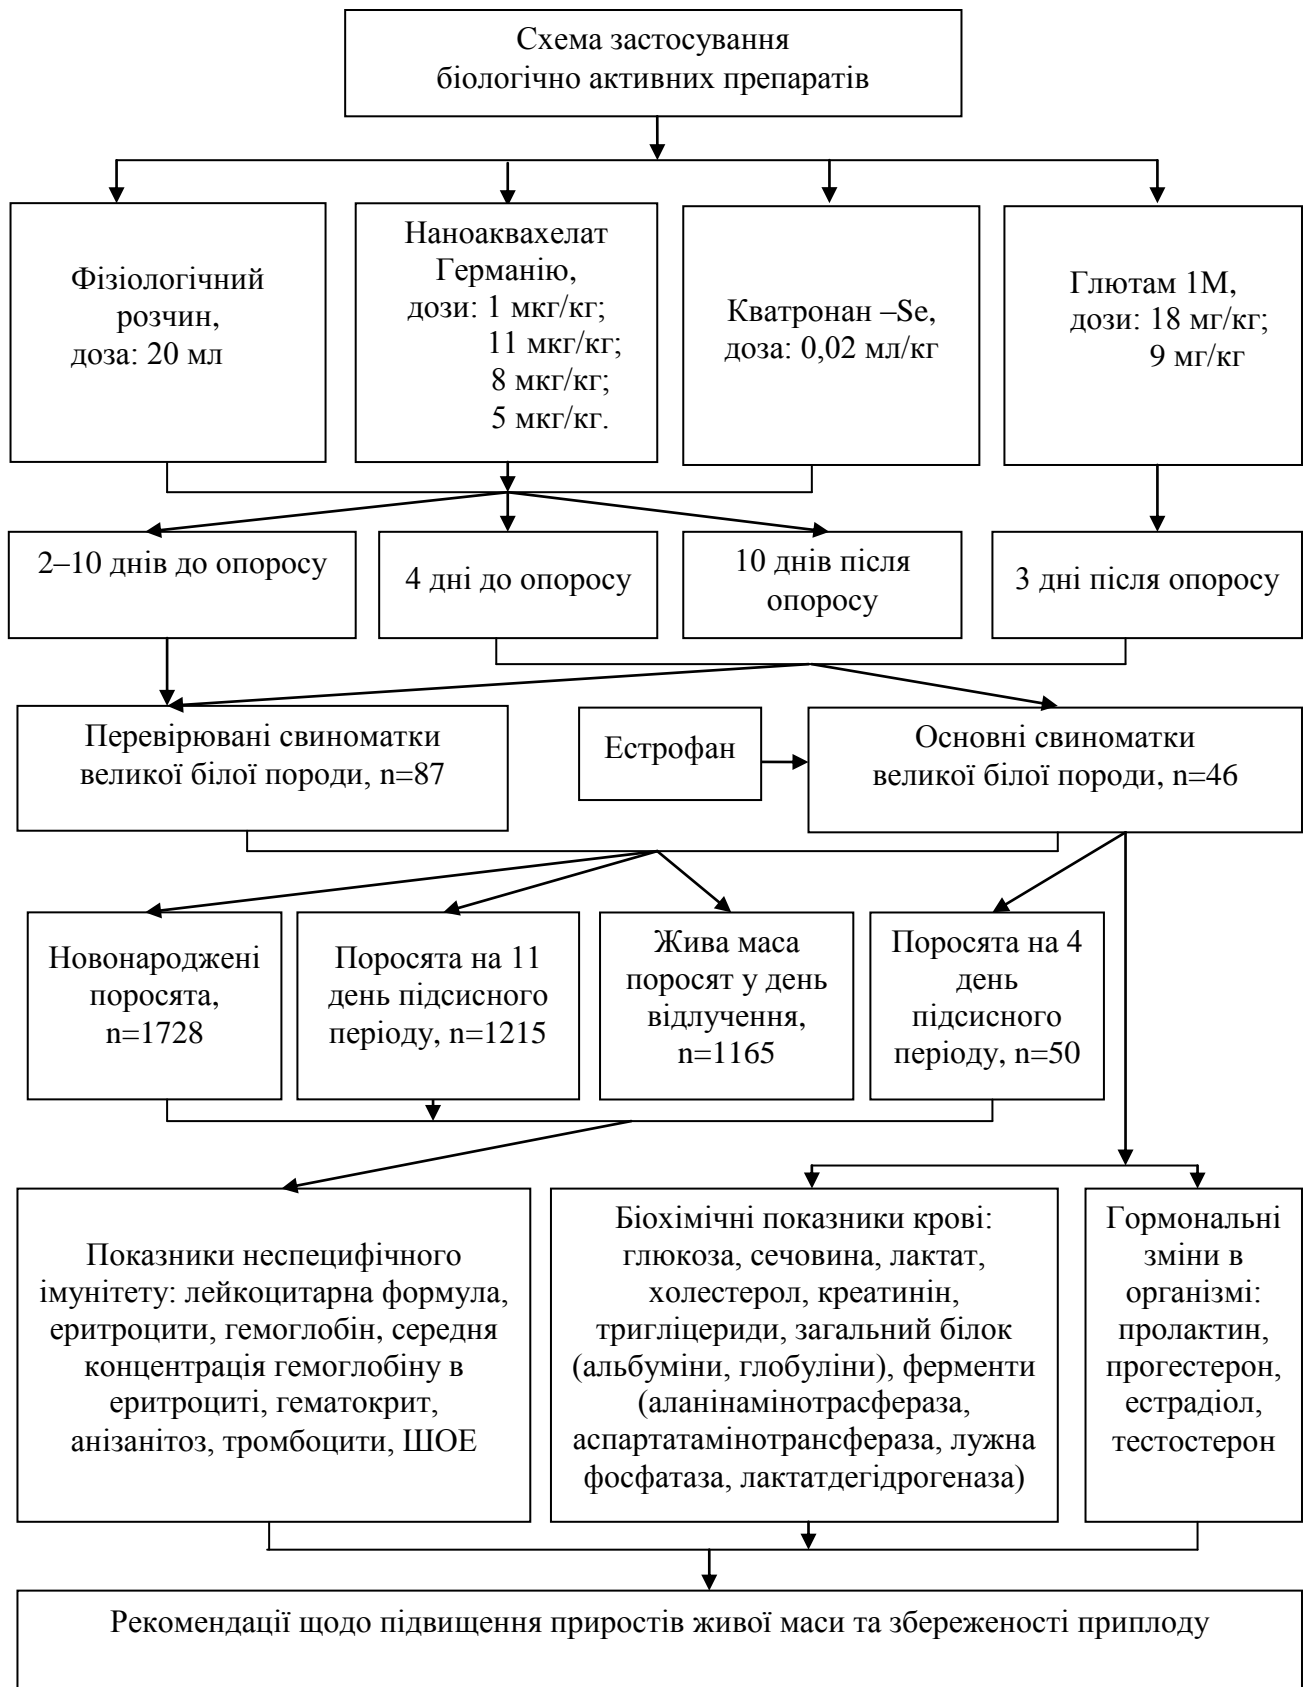 Схема застосування
біологічно активних препаратів
Фізіологічний
розчин,
доза: 20 мл
Наноаквахелат
Германію,
дози: 1 мкг/кг;
11 мкг/кг;
8 мкг/кг;
5 мкг/кг.
Кватронан –Se,
доза: 0,02 мл/кг
Глютам 1М,
дози: 18 мг/кг;
9 мг/кг
2–10 днів до опоросу
4 дні до опоросу
10 днів після
опоросу
3 дні після опоросу
Перевірювані свиноматки
великої білої породи, n=87
Естрофан
Основні свиноматки
великої білої породи, n=46
Новонароджені
поросята,
n=1728
Поросята на 11
день підсисного
періоду, n=1215
Жива маса
поросят у день
відлучення,
n=1165
Поросята на 4
день
підсисного
періоду, n=50
Показники неспецифічного
імунітету: лейкоцитарна формула,
еритроцити, гемоглобін, середня
концентрація гемоглобіну в
еритроциті, гематокрит,
анізанітоз, тромбоцити, ШОЕ
Біохімічні показники крові:
глюкоза, сечовина, лактат,
холестерол, креатинін,
тригліцериди, загальний білок
(альбуміни, глобуліни), ферменти
(аланінамінотрасфераза,
аспартатамінотрансфераза, лужна
фосфатаза, лактатдегідрогеназа)
Гормональні
зміни в
організмі:
пролактин,
прогестерон,
естрадіол,
тестостерон
Рекомендації щодо підвищення приростів живої маси та збереженості приплоду